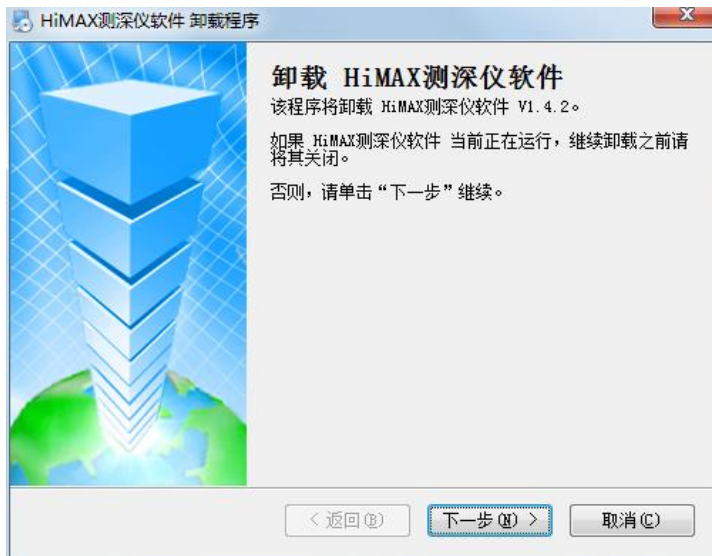 HiMAX测深仪软件 卸载程序
卸载 HiMAX测深仪软件
该程序将卸载 HiMAX测深仪软件 V1.4.2。
如果 HiMAX测深仪软件 当前正在运行，继续卸载之前请
将其关闭。
否则，请单击“下一步”继续。
< 返回(B) 下一步(N) > 取消(C)